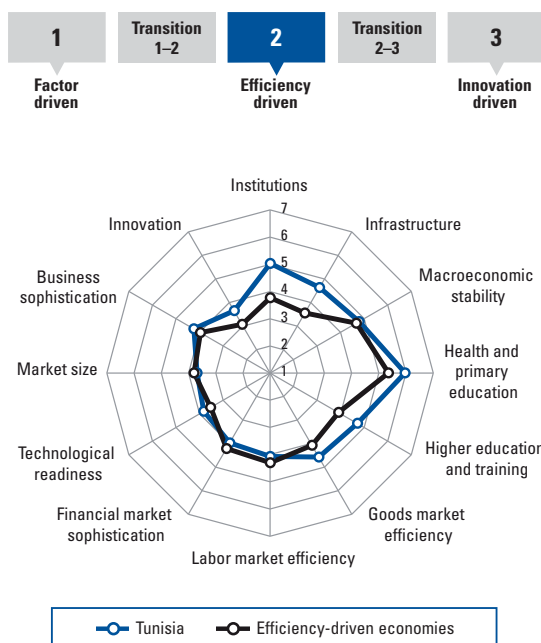 1
Transition
1–2
2
Transition
2–3
3
Factor
driven
Efficiency
driven
Innovation
driven
Institutions
7
6
5
4
3
2
1
Infrastructure
Macroeconomic
stability
Health and
primary
education
Higher education
and training
Goods market
efficiency
Labor market efficiency
Financial market
sophistication
Technological
readiness
Market size
Business
sophistication
Innovation
Tunisia
Efficiency-driven economies